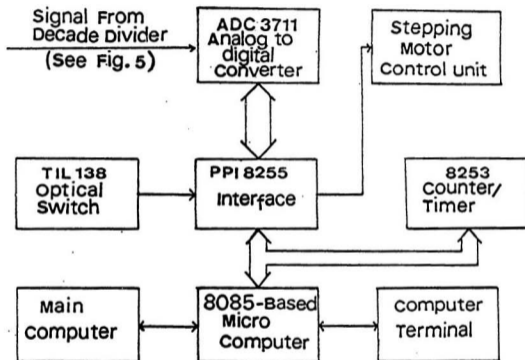 Signal From
Decade Divider
(See Fig. 5)
ADC 3711
Analog to
digital
converter
Stepping
Motor
Control unit
TIL 138
Optical
Switch
PPI 8255
Interface
8253
Counter/
Timer
Main
Computer
8085-Based
Micro
Computer
Computer
Terminal